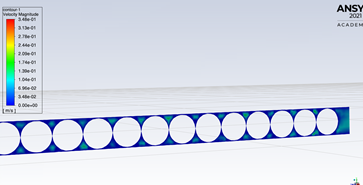 contour-1
Velocity Magnitude
3.48e-01
3.13e-01
2.78e-01
2.44e-01
2.09e-01
1.74e-01
1.39e-01
1.04e-01
6.96e-02
3.48e-02
0.00e+00
[ m/s ]
ANSY
2021
ACADEM